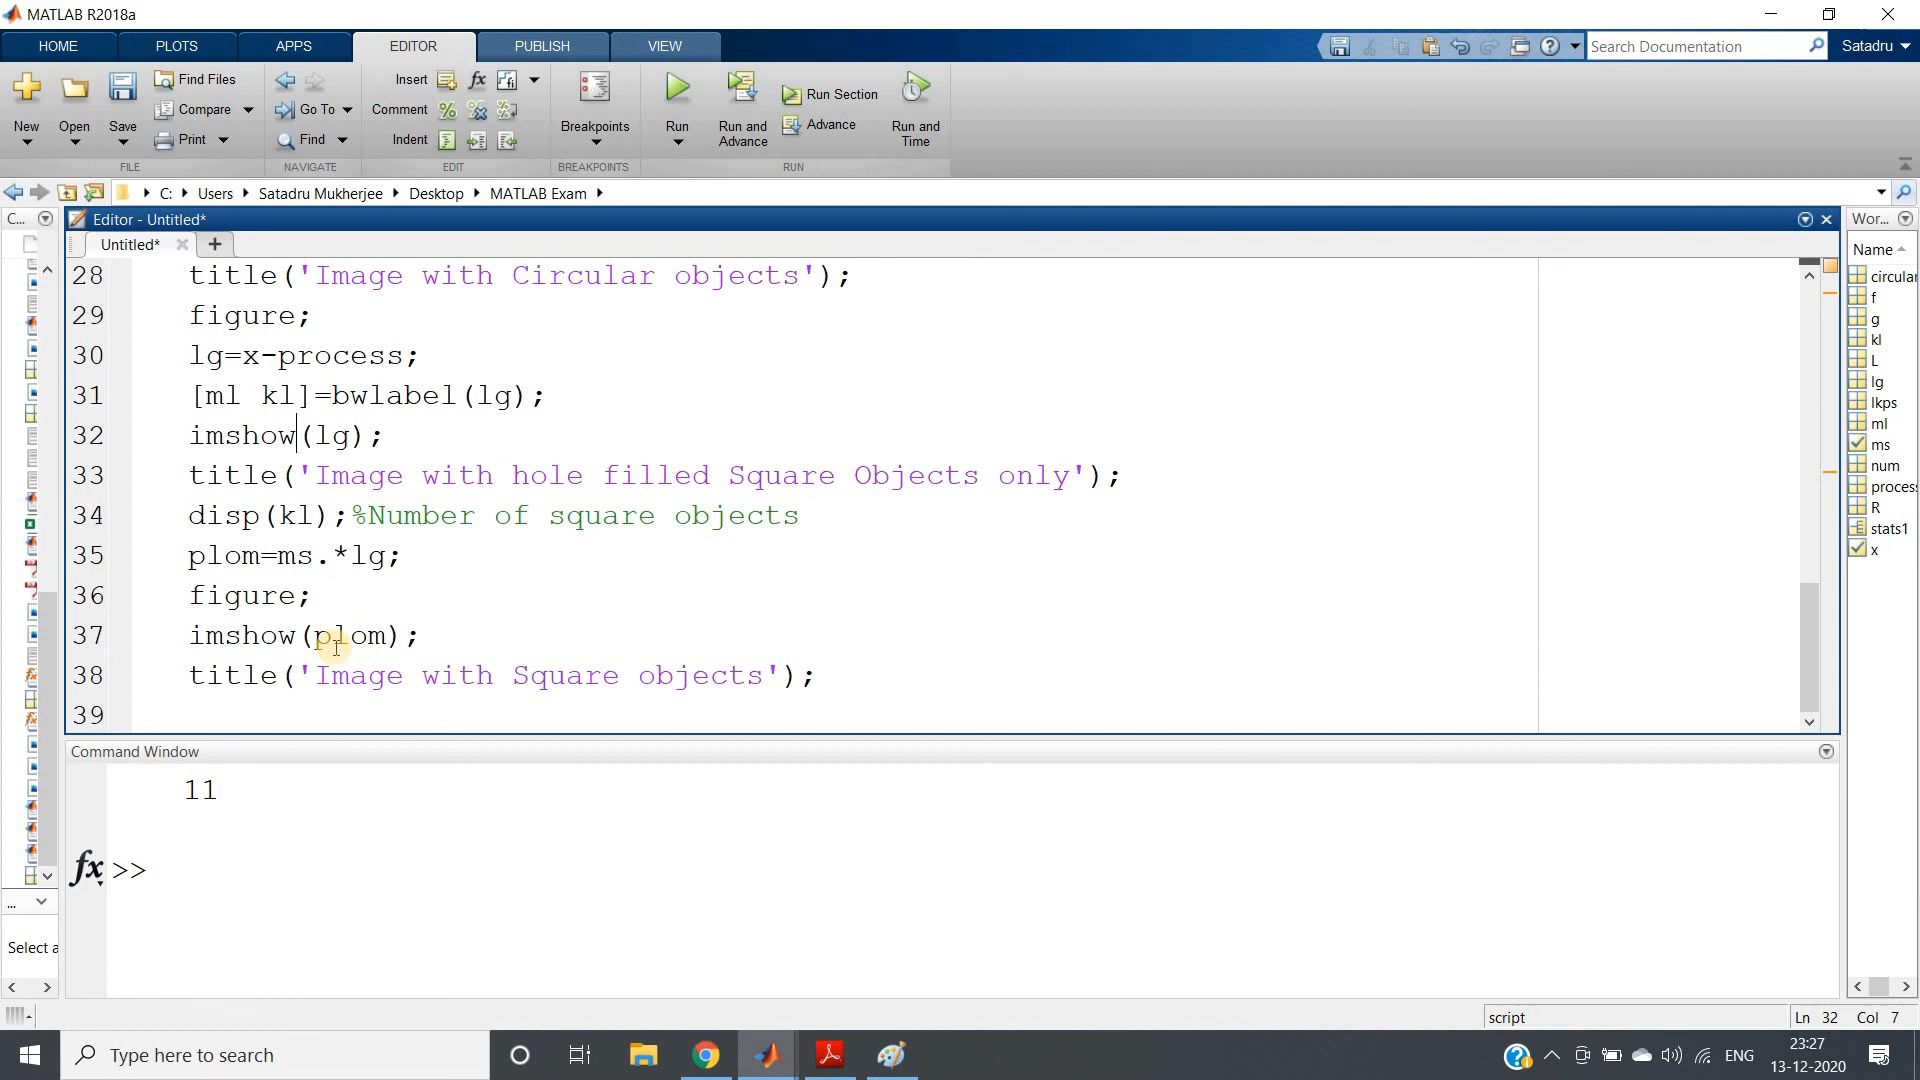 MATLAB R2018a
HOME PLOTS APPS EDITOR PUBLISH VIEW
Search Documentation
Satadru
New
Open
Save
Find Files
Compare
Print
FILE
Go To
Find
NAVIGATE
Insert fx
Comment
Indent
EDIT
Breakpoints
BREAKPOINTS
Run
Run and Advance
Run Section
Advance
Run and Time
RUN
C: Users Satadru Mukherjee Desktop MATLAB Exam
C...
Editor - Untitled*
Untitled*
28 title('Image with Circular objects');
29 figure;
30 lg=x-process;
31 [ml kl]=bwlabel(lg);
32 imshow(lg);
33 title('Image with hole filled Square Objects only');
34 disp(kl);%Number of square objects
35 plom=ms.*lg;
36 figure;
37 imshow(plom);
38 title('Image with Square objects');
39
Command Window
11
fx >>
Wor...
Name
circular
f
g
kl
L
lg
lkps
ml
ms
num
process
R
stats1
x
...
Select a
script
Ln 32 Col 7
Type here to search
ENG
23:27
13-12-2020